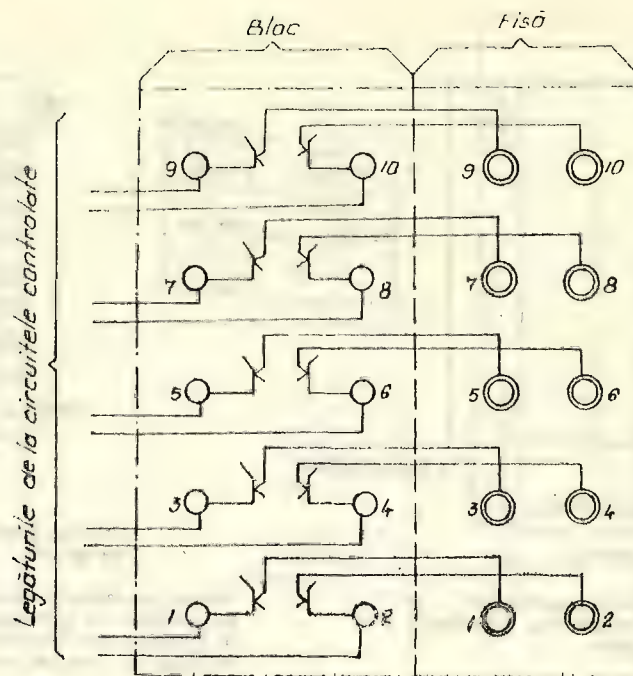 Bloc
Fisă
Legăturile de la circuitele controlate
9 10 9 10
7 8 7 8
5 6 5 6
3 4 3 4
1 2 1 2